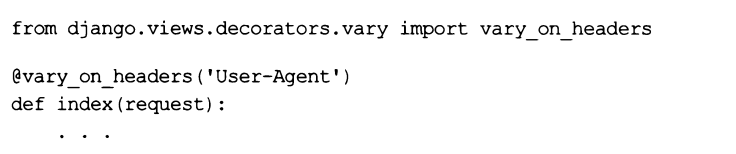 from django.views.decorators.vary import vary_on_headers

@vary_on_headers('User-Agent')
def index(request):
    . . .